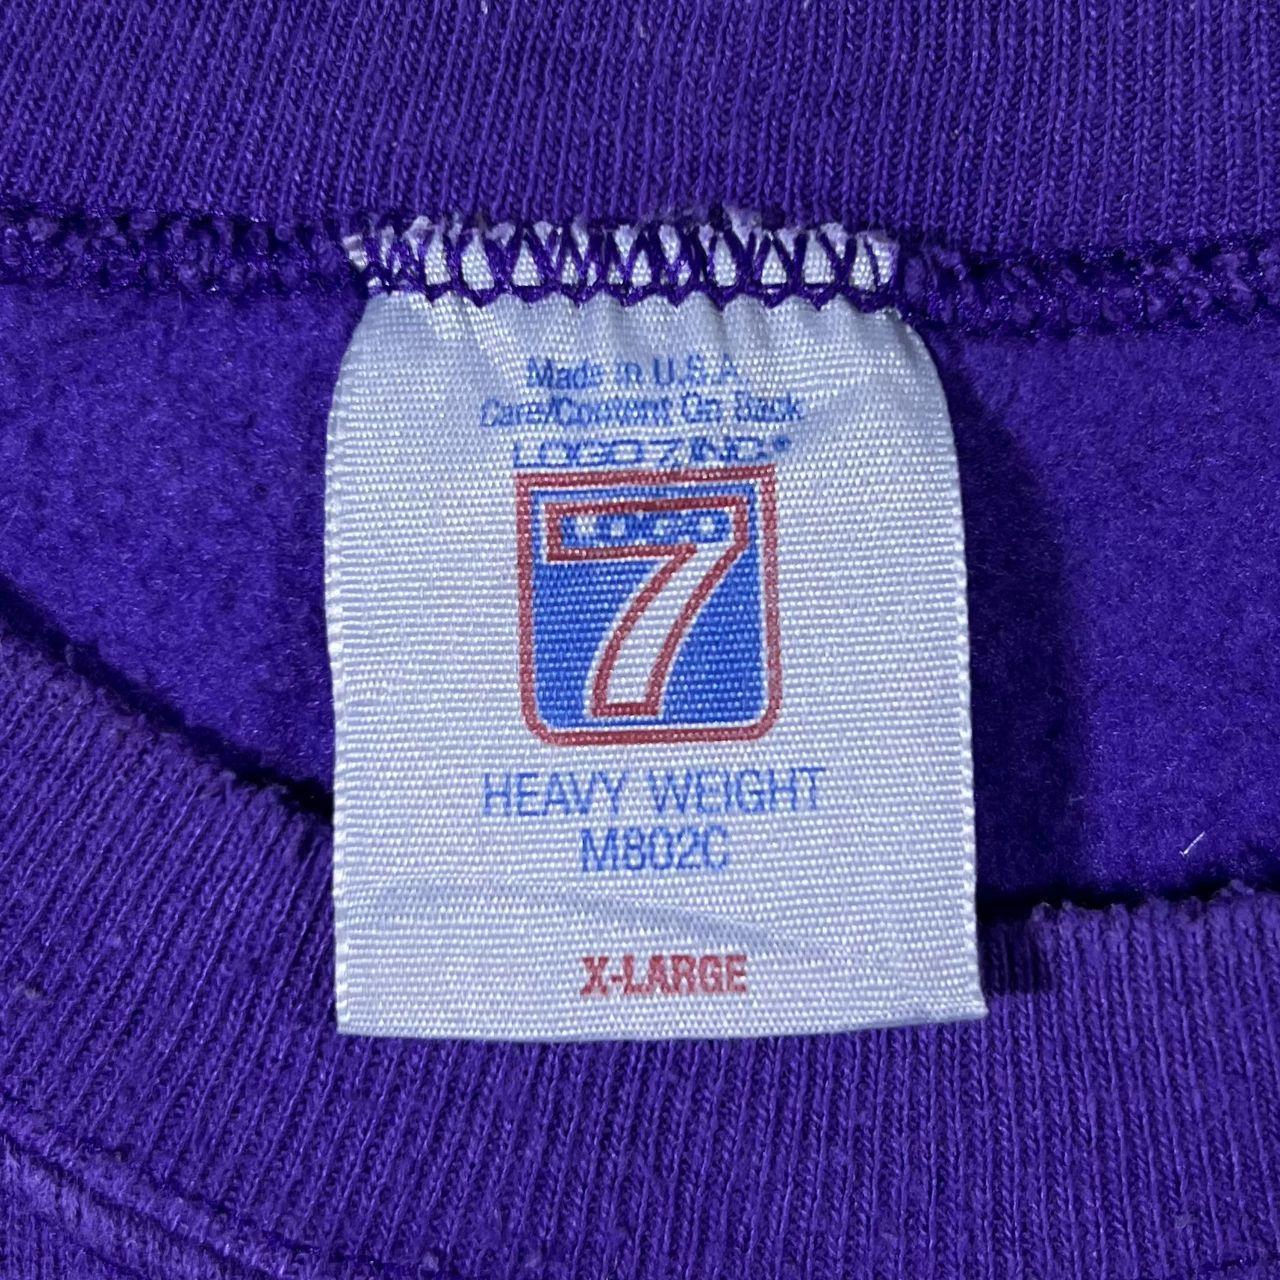 Made in U.S.A.
Care/Content On Back
LOGO 7, INC.®
LOGO
7
HEAVY WEIGHT
M802C
X-LARGE